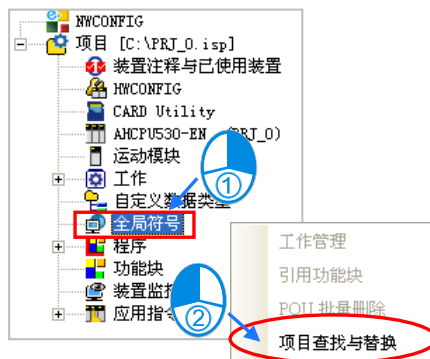 NWCONFIG
项目 [C:\PRJ_0.isp]
装置注释与已使用装置
HWCONFIG
CARD Utility
AHCPU530-EN (PRJ_0)
运动模块
工作
①
自定义数据类型
全局符号
程序
工作管理
功能块
引用功能块
装置监
②
POU 批量删除
应用指令
项目查找与替换